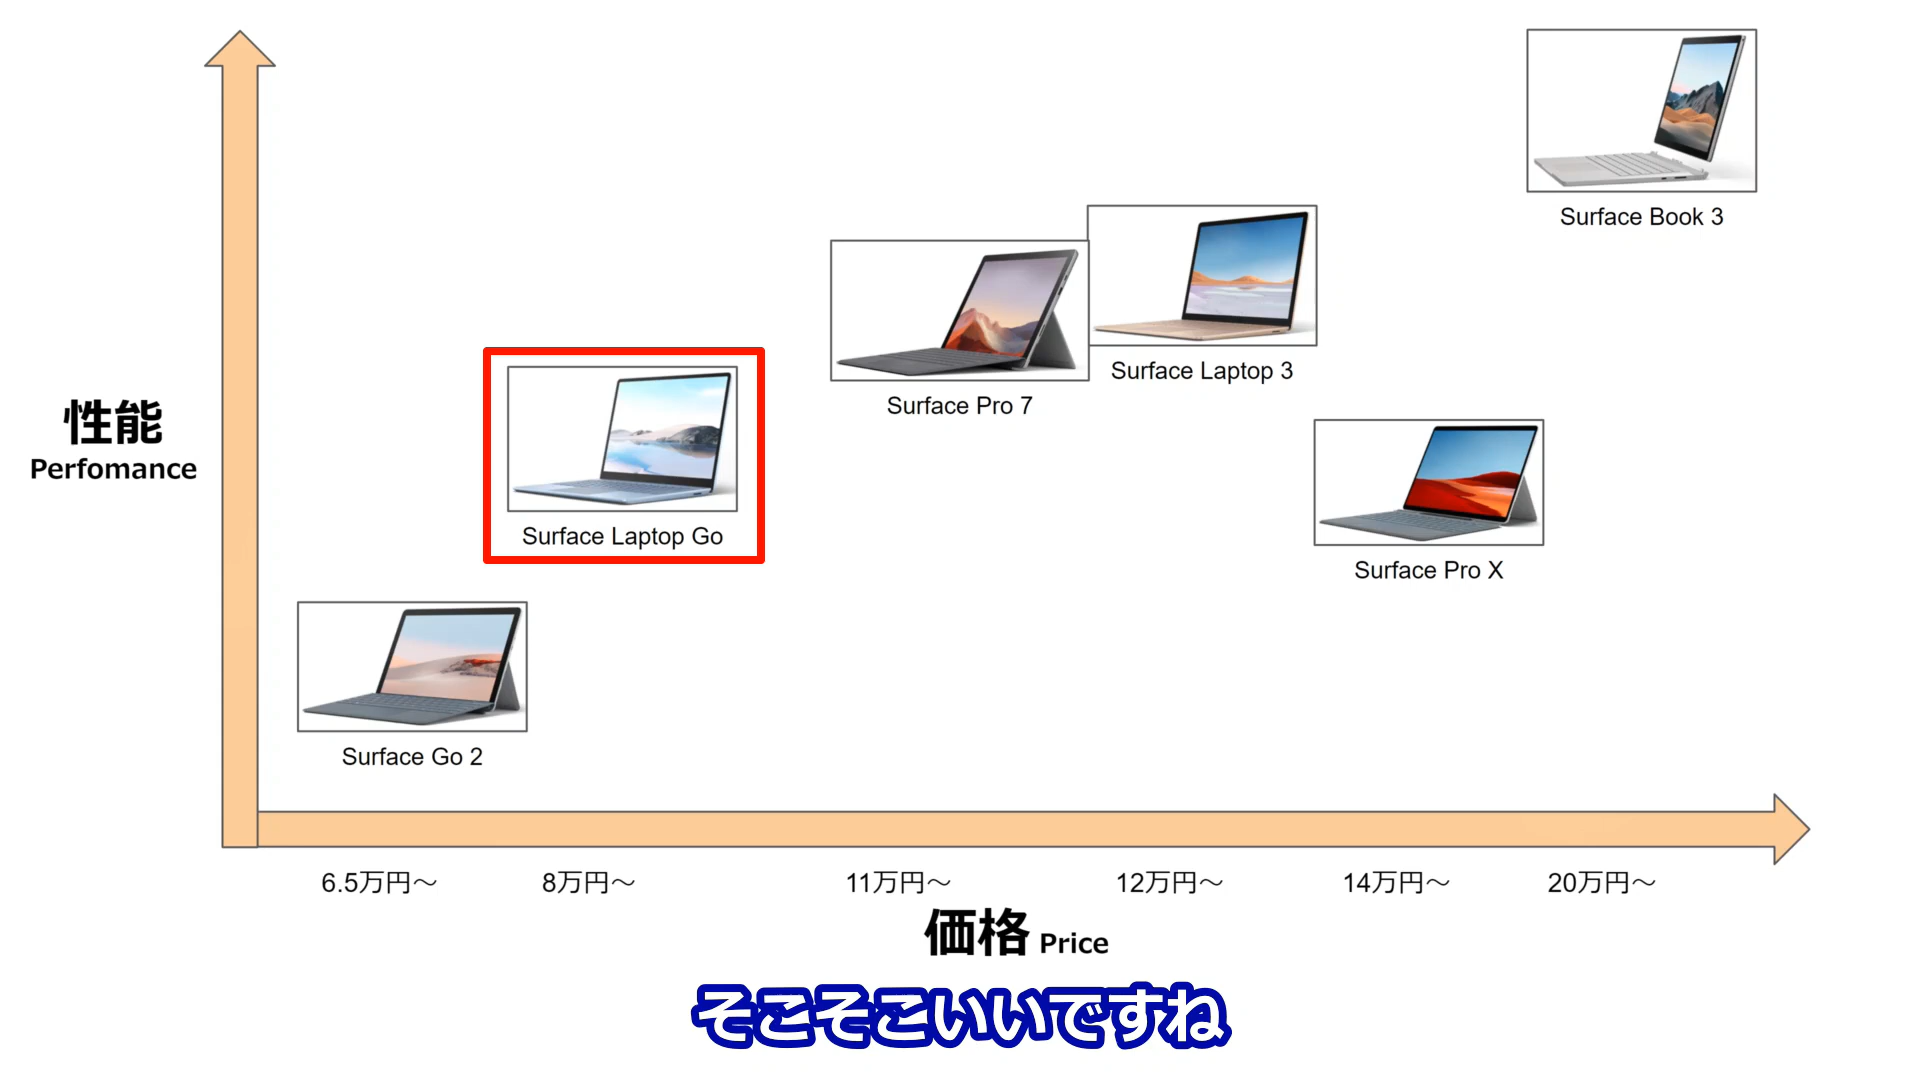 Surface Book 3
Surface Laptop 3
Surface Pro 7
性能
Perfomance
Surface Laptop Go
Surface Pro X
Surface Go 2
6.5万円～
8万円～
11万円～
12万円～
14万円～
20万円～
価格 Price
そこそこいいですね